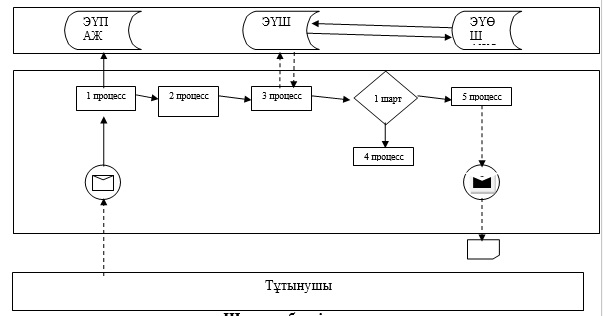 ЭҮП
АЖ
ЭҮШ
ЭҮӨ
Ш
1 процесс
2 процесс
3 процесс
1 шарт
5 процесс
4 процесс
Тұтынушы